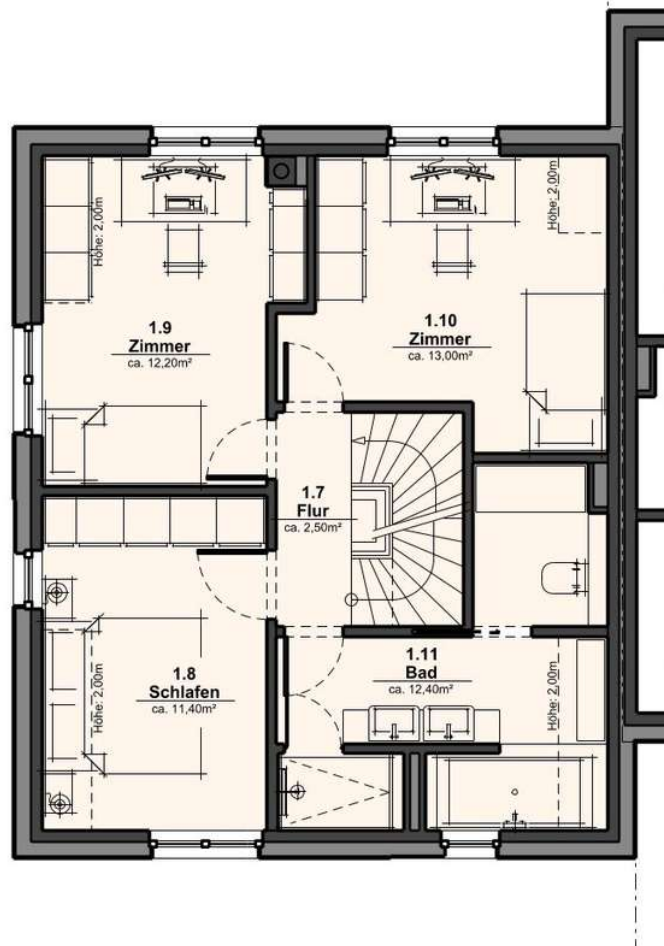 Höhe: 2,00m
1.9
Zimmer
ca. 12,20m²
Höhe: 2,00m
1.10
Zimmer
ca. 13,00m²
1.7
Flur
ca. 2,50m²
1.8
Schlafen
ca. 11,40m²
Höhe: 2,00m
1.11
Bad
ca. 12,40m²
Höhe: 2,00m